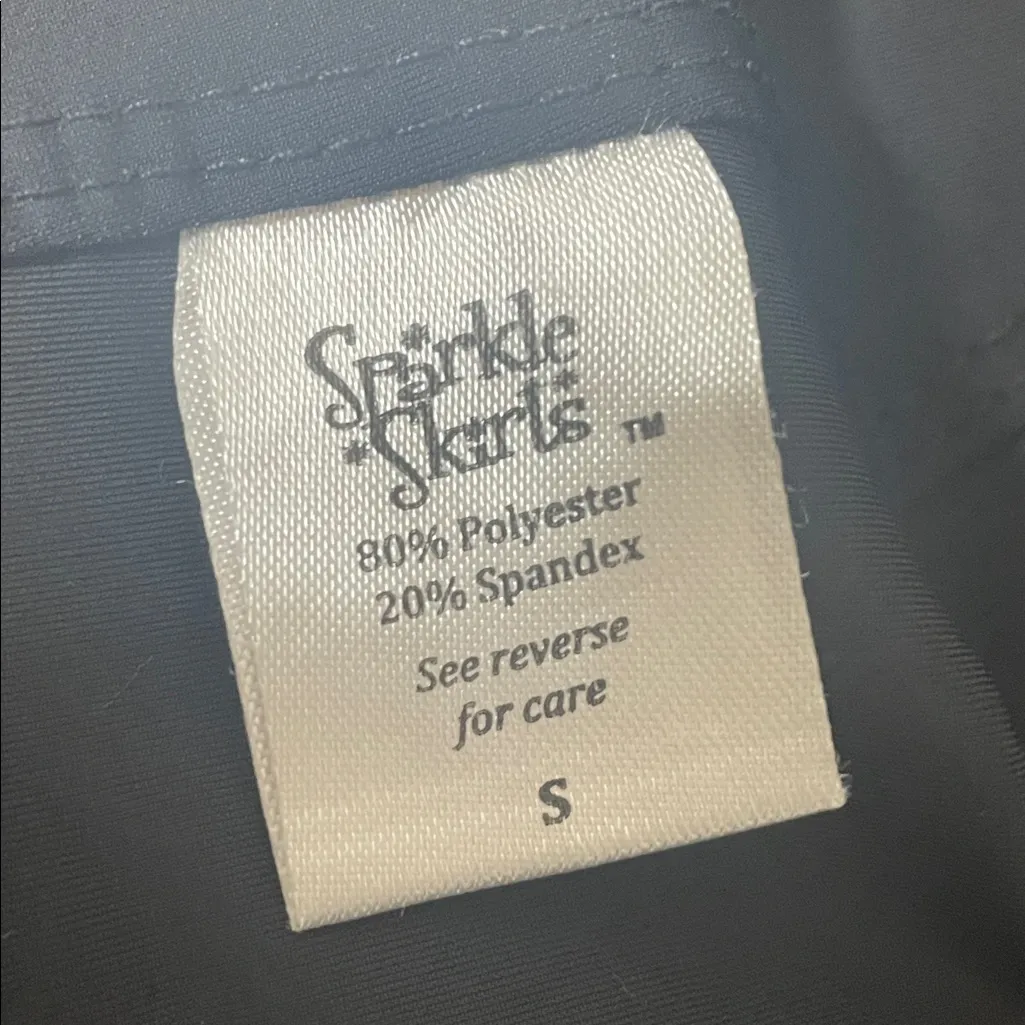 Sparkle
Skirts ™
80% Polyester
20% Spandex
See reverse
for care
S